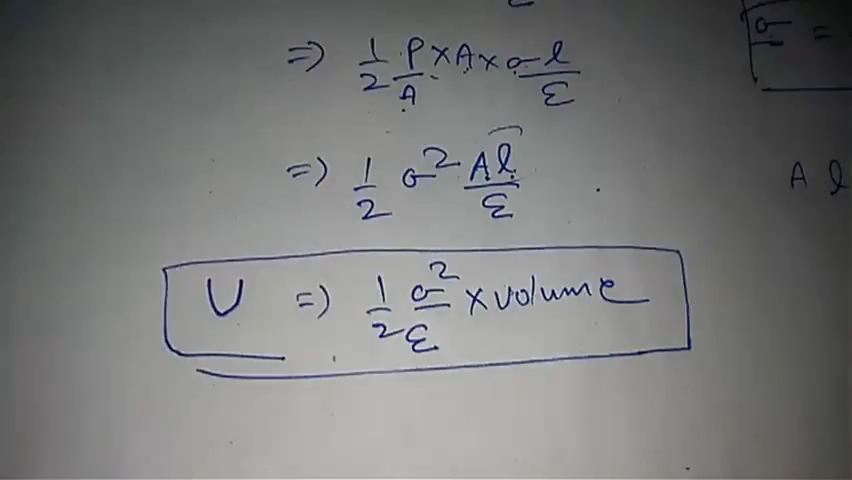 => 1/2 P/A × A × σ l/E
=> 1/2 σ² Al/E
A l
U => 1/2 σ²/E × volume